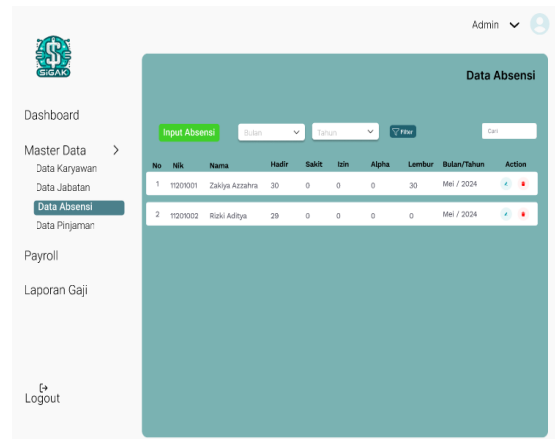 Admin
SiGAK
Data Absensi
Dashboard
Input Absensi Bulan Tahun Filter Cari
Master Data
Data Karyawan
Data Jabatan
Data Absensi
Data Pinjaman
Payroll
Laporan Gaji
Logout
No Nik Nama Hadir Sakit Izin Alpha Lembur Bulan/Tahun Action
1 11201001 Zakiya Azzahra 30 0 0 0 30 Mei / 2024
2 11201002 Rizki Aditya 29 0 0 0 0 Mei / 2024